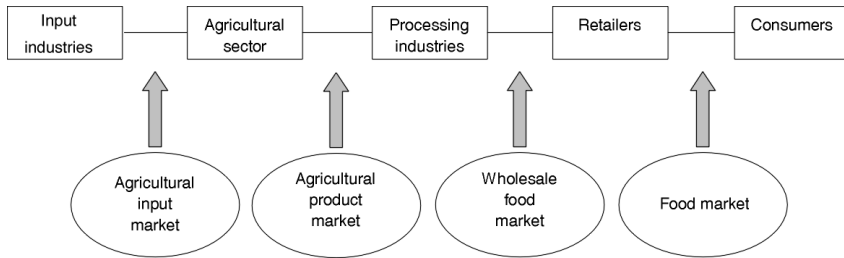 Input
industries
Agricultural
sector
Processing
industries
Retailers
Consumers
Agricultural
input
market
Agricultural
product
market
Wholesale
food
market
Food market